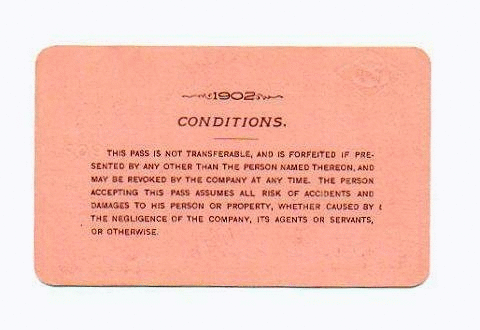 1902
CONDITIONS.
THIS PASS IS NOT TRANSFERABLE, AND IS FORFEITED IF PRE-
SENTED BY ANY OTHER THAN THE PERSON NAMED THEREON, AND
MAY BE REVOKED BY THE COMPANY AT ANY TIME. THE PERSON
ACCEPTING THIS PASS ASSUMES ALL RISK OF ACCIDENTS AND
DAMAGES TO HIS PERSON OR PROPERTY, WHETHER CAUSED BY
THE NEGLIGENCE OF THE COMPANY, ITS AGENTS OR SERVANTS,
OR OTHERWISE.